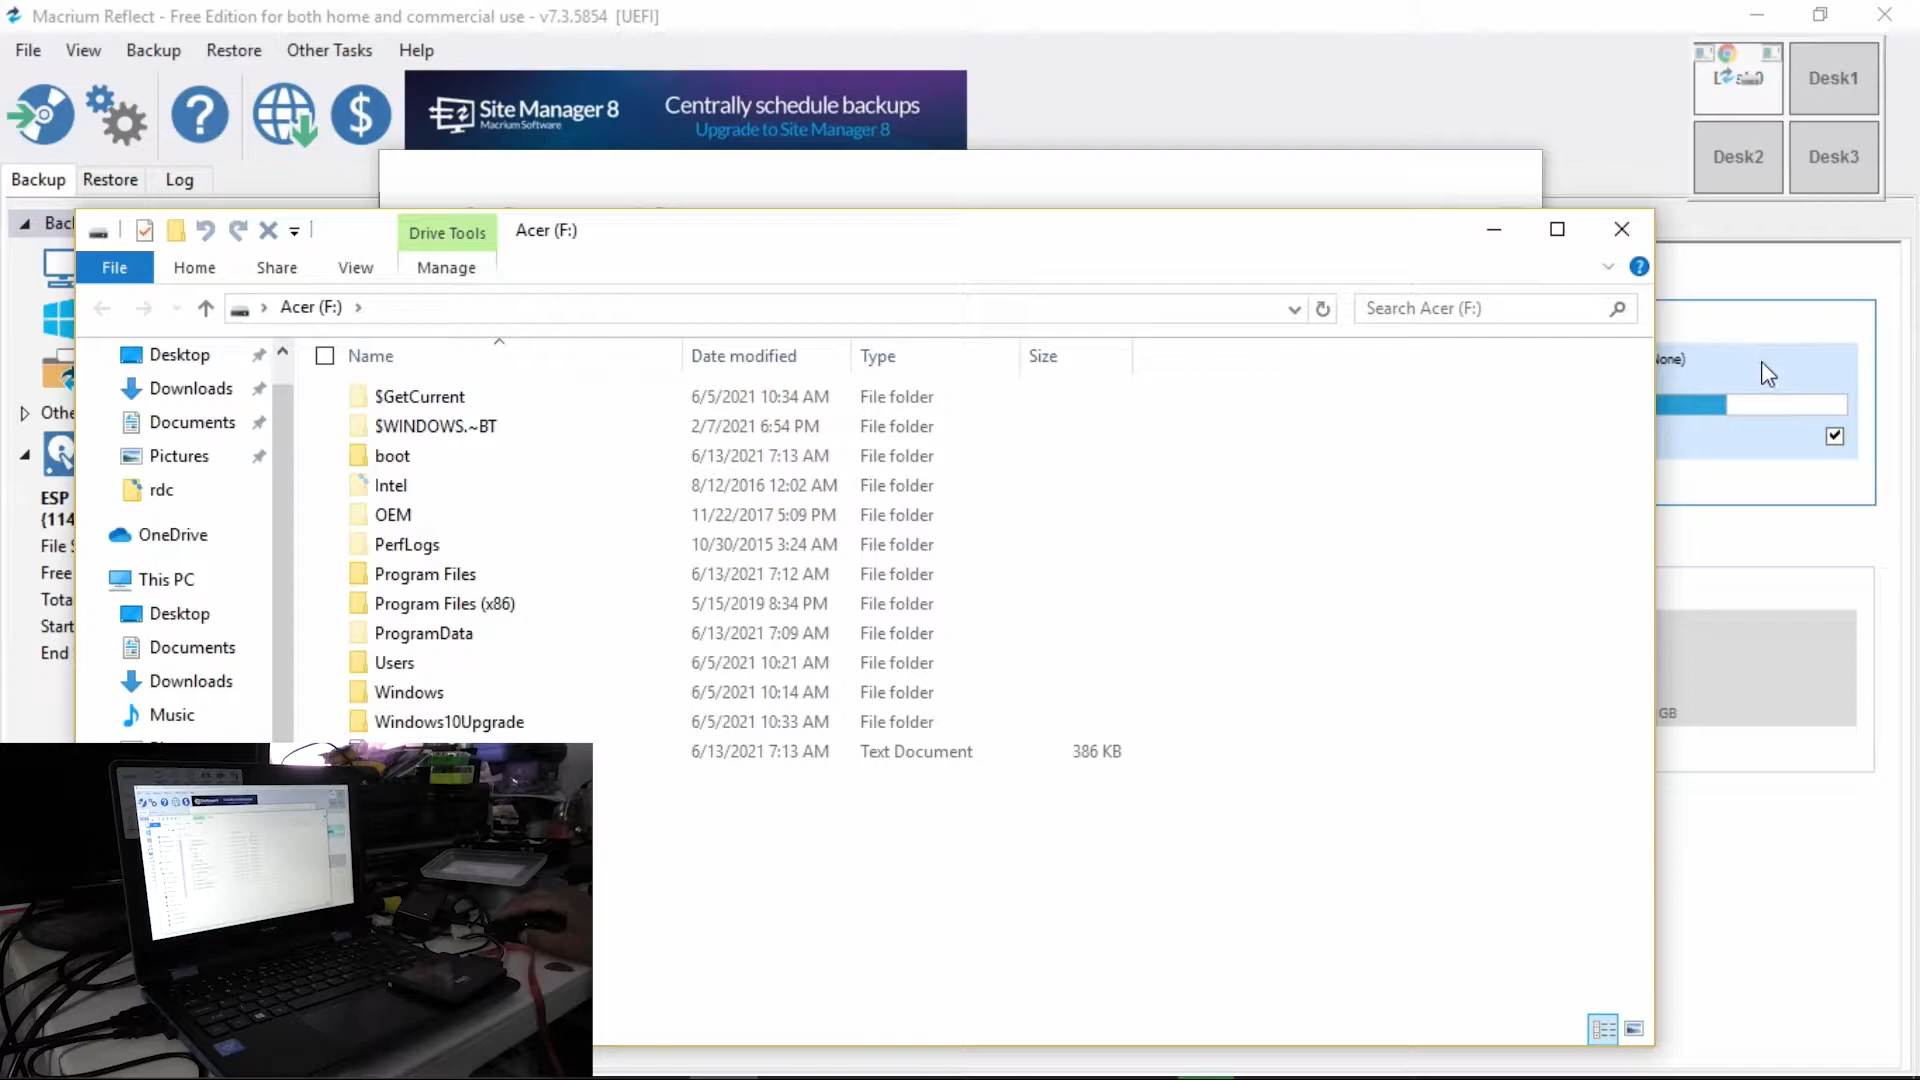 Macrium Reflect - Free Edition for both home and commercial use - v7.3.5854 [UEFI]
File View Backup Restore Other Tasks Help
Site Manager 8
Macrium Software
Centrally schedule backups
Upgrade to Site Manager 8
Desk1
Desk2
Desk3
Backup Restore Log
Bac
Drive Tools
Acer (F:)
File Home Share View Manage
Acer (F:)
Search Acer (F:)
Othe
ESP
{114
File S
Free
Tota
Start
End
Desktop
Downloads
Documents
Pictures
rdc
OneDrive
This PC
Desktop
Documents
Downloads
Music
Name Date modified Type Size
$GetCurrent 6/5/2021 10:34 AM File folder
$WINDOWS.~BT 2/7/2021 6:54 PM File folder
boot 6/13/2021 7:13 AM File folder
Intel 8/12/2016 12:02 AM File folder
OEM 11/22/2017 5:09 PM File folder
PerfLogs 10/30/2015 3:24 AM File folder
Program Files 6/13/2021 7:12 AM File folder
Program Files (x86) 5/15/2019 8:34 PM File folder
ProgramData 6/13/2021 7:09 AM File folder
Users 6/5/2021 10:21 AM File folder
Windows 6/5/2021 10:14 AM File folder
Windows10Upgrade 6/5/2021 10:33 AM File folder
6/13/2021 7:13 AM Text Document 386 KB
None)
GB